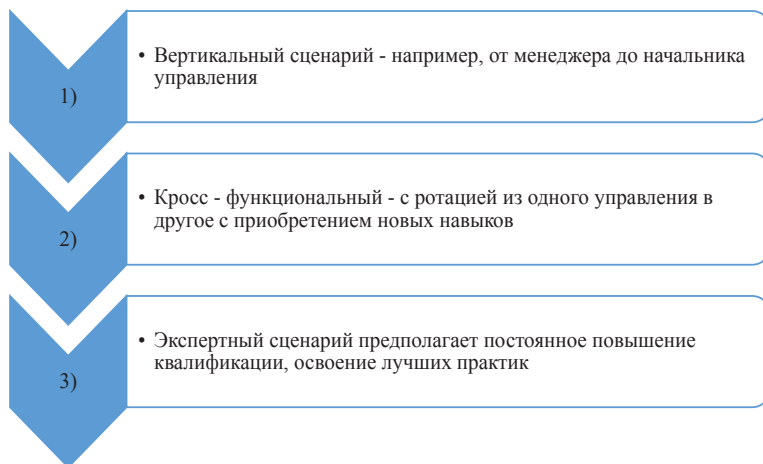 1)
• Вертикальный сценарий - например, от менеджера до начальника
управления
2)
• Кросс - функциональный - с ротацией из одного управления в
другое с приобретением новых навыков
3)
• Экспертный сценарий предполагает постоянное повышение
квалификации, освоение лучших практик